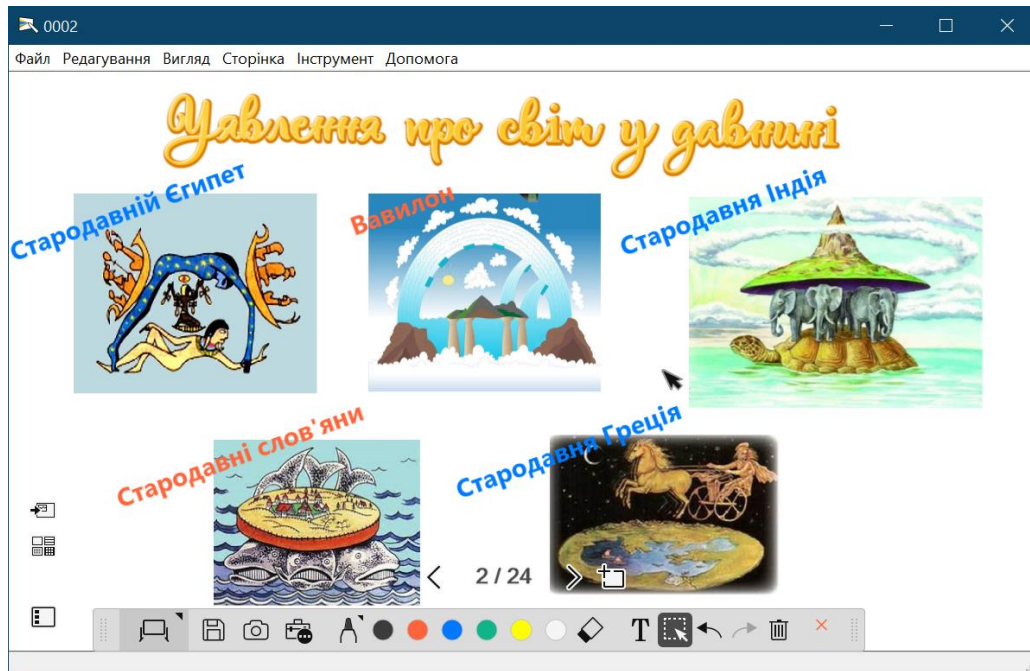 0002
Файл Редагування Вигляд Сторінка Інструмент Допомога
Уявлення про світ у давнині
Стародавній Єгипет
Вавилон
Стародавня Індія
Стародавні слов'яни
Стародавня Греція
2 / 24
T